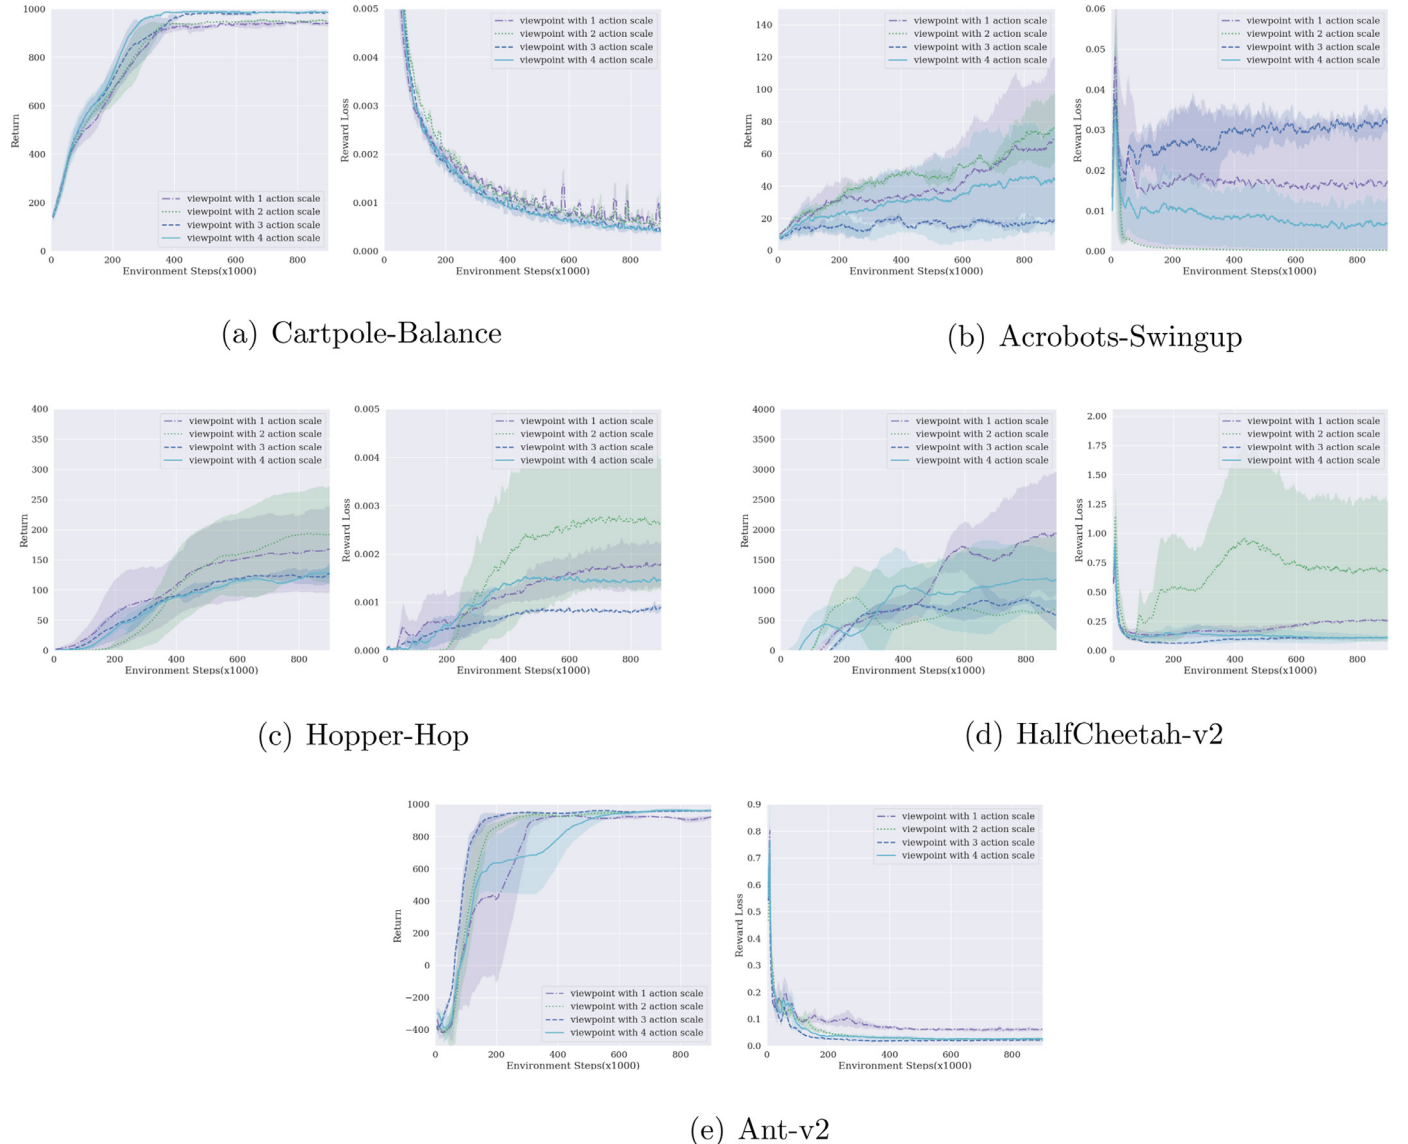 1000
800
600
400
200
0
Return
0 200 400 600 800
Environment Steps(x1000)
viewpoint with 1 action scale
viewpoint with 2 action scale
viewpoint with 3 action scale
viewpoint with 4 action scale
0.005
0.004
0.003
0.002
0.001
0.000
Reward Loss
0 200 400 600 800
Environment Steps(x1000)
viewpoint with 1 action scale
viewpoint with 2 action scale
viewpoint with 3 action scale
viewpoint with 4 action scale
(a) Cartpole-Balance
140
120
100
80
60
40
20
0
Return
0 200 400 600 800
Environment Steps(x1000)
viewpoint with 1 action scale
viewpoint with 2 action scale
viewpoint with 3 action scale
viewpoint with 4 action scale
0.06
0.05
0.04
0.03
0.02
0.01
0.00
Reward Loss
0 200 400 600 800
Environment Steps(x1000)
viewpoint with 1 action scale
viewpoint with 2 action scale
viewpoint with 3 action scale
viewpoint with 4 action scale
(b) Acrobots-Swingup
400
350
300
250
200
150
100
50
0
Return
0 200 400 600 800
Environment Steps(x1000)
viewpoint with 1 action scale
viewpoint with 2 action scale
viewpoint with 3 action scale
viewpoint with 4 action scale
0.005
0.004
0.003
0.002
0.001
0.000
Reward Loss
0 200 400 600 800
Environment Steps(x1000)
viewpoint with 1 action scale
viewpoint with 2 action scale
viewpoint with 3 action scale
viewpoint with 4 action scale
(c) Hopper-Hop
4000
3500
3000
2500
2000
1500
1000
500
0
Return
0 200 400 600 800
Environment Steps(x1000)
viewpoint with 1 action scale
viewpoint with 2 action scale
viewpoint with 3 action scale
viewpoint with 4 action scale
2.00
1.75
1.50
1.25
1.00
0.75
0.50
0.25
0.00
Reward Loss
0 200 400 600 800
Environment Steps(x1000)
viewpoint with 1 action scale
viewpoint with 2 action scale
viewpoint with 3 action scale
viewpoint with 4 action scale
(d) HalfCheetah-v2
1000
800
600
400
200
0
−200
−400
Return
0 200 400 600 800
Environment Steps(x1000)
viewpoint with 1 action scale
viewpoint with 2 action scale
viewpoint with 3 action scale
viewpoint with 4 action scale
0.9
0.8
0.7
0.6
0.5
0.4
0.3
0.2
0.1
0.0
Reward Loss
0 200 400 600 800
Environment Steps(x1000)
viewpoint with 1 action scale
viewpoint with 2 action scale
viewpoint with 3 action scale
viewpoint with 4 action scale
(e) Ant-v2